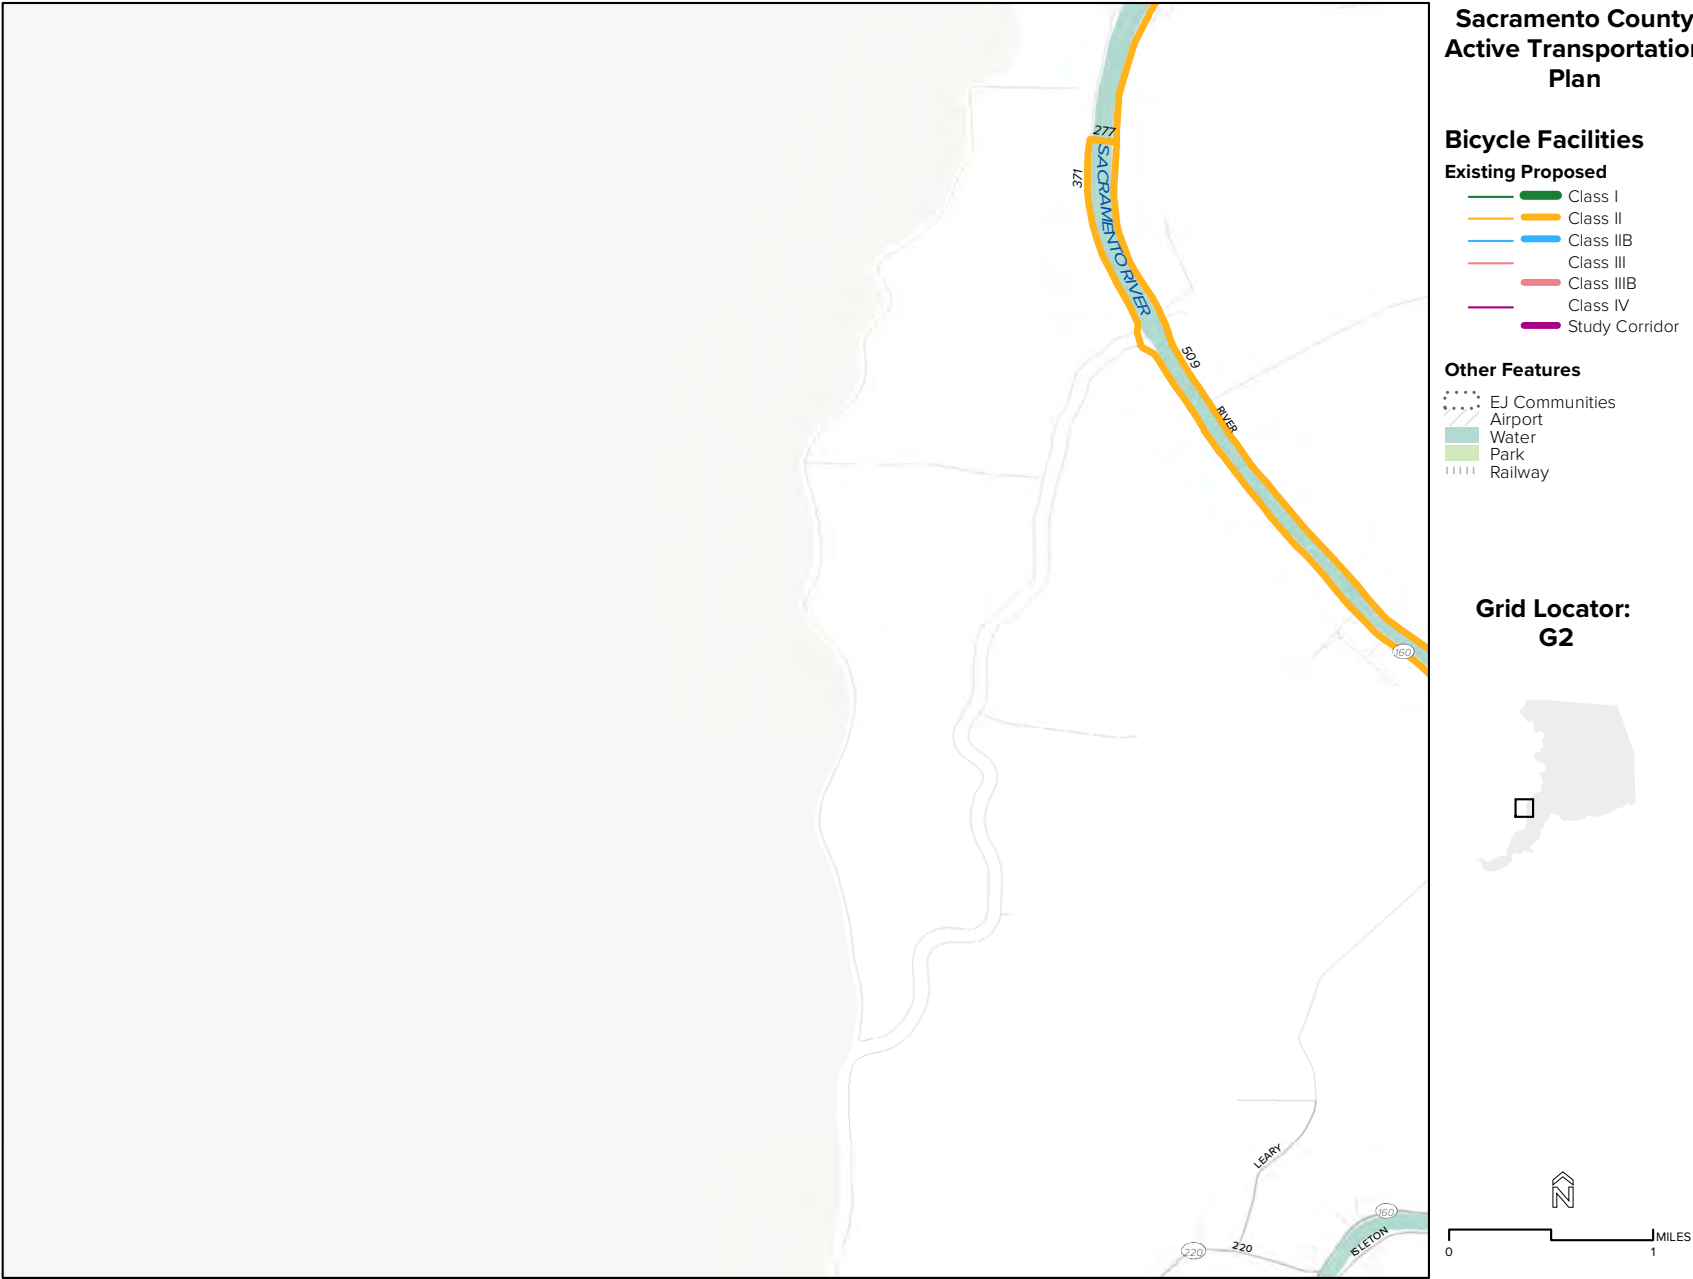 Sacramento County
Active Transportation
Plan
Bicycle Facilities
Existing Proposed
Class I
Class II
Class IIB
Class III
Class IIIB
Class IV
Study Corridor
Other Features
EJ Communities
Airport
Water
Park
Railway
Grid Locator:
G2
N
0
1
MILES
277
371
SACRAMENTO RIVER
509
RIVER
160
LEARY
160
ISLETON
220
220